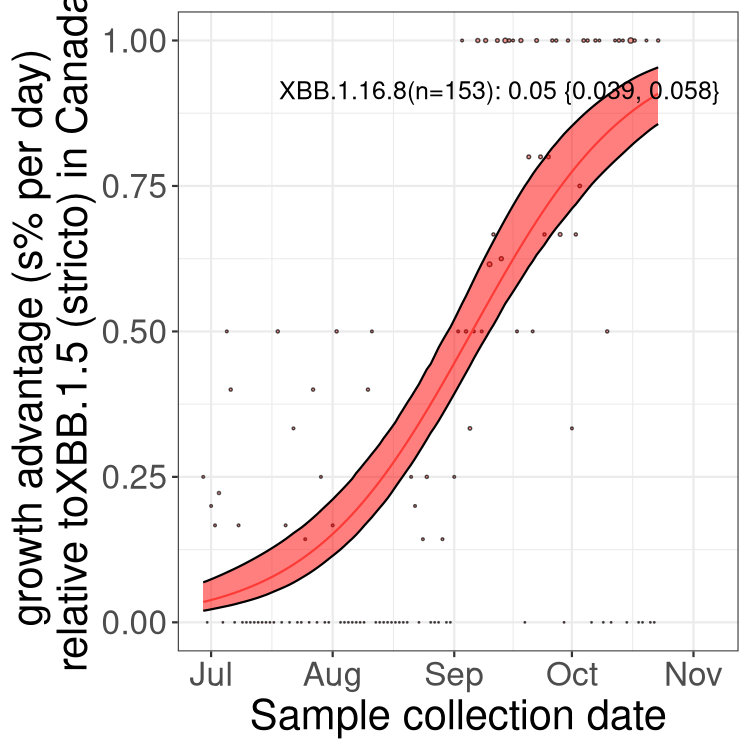 growth advantage (s% per day)
relative toXBB.1.5 (stricto) in Canada
1.00
0.75
0.50
0.25
0.00
XBB.1.16.8(n=153): 0.05 {0.039, 0.058}
Jul Aug Sep Oct Nov
Sample collection date